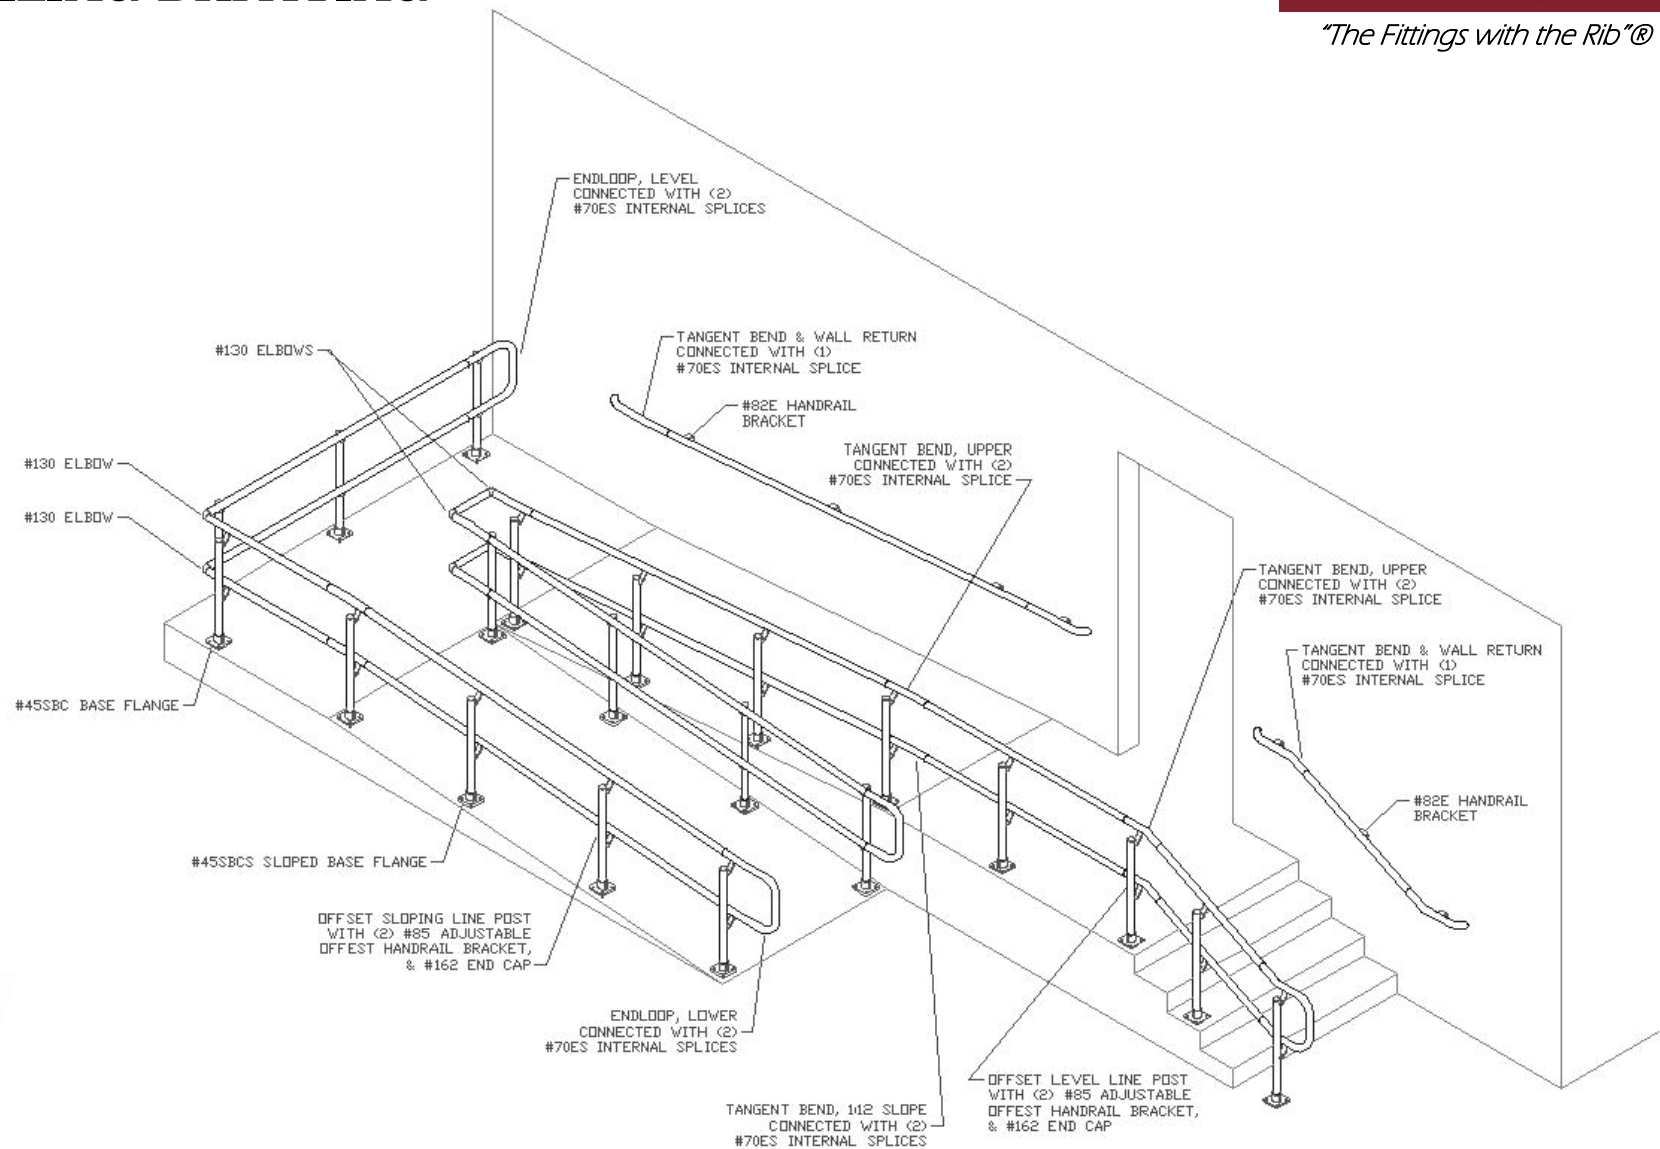 "The Fittings with the Rib"®
ENDLOOP, LEVEL
CONNECTED WITH (2)
#70ES INTERNAL SPLICES
#130 ELBOWS
TANGENT BEND & WALL RETURN
CONNECTED WITH (1)
#70ES INTERNAL SPLICE
#82E HANDRAIL
BRACKET
TANGENT BEND, UPPER
CONNECTED WITH (2)
#70ES INTERNAL SPLICE
#130 ELBOW
#130 ELBOW
TANGENT BEND, UPPER
CONNECTED WITH (2)
#70ES INTERNAL SPLICE
TANGENT BEND & WALL RETURN
CONNECTED WITH (1)
#70ES INTERNAL SPLICE
#45SBC BASE FLANGE
#82E HANDRAIL
BRACKET
#45SBCS SLOPED BASE FLANGE
OFFSET SLOPING LINE POST
WITH (2) #85 ADJUSTABLE
OFFEST HANDRAIL BRACKET,
& #162 END CAP
ENDLOOP, LOWER
CONNECTED WITH (2)
#70ES INTERNAL SPLICES
OFFSET LEVEL LINE POST
WITH (2) #85 ADJUSTABLE
OFFEST HANDRAIL BRACKET,
& #162 END CAP
TANGENT BEND, 1:12 SLOPE
CONNECTED WITH (2)
#70ES INTERNAL SPLICES